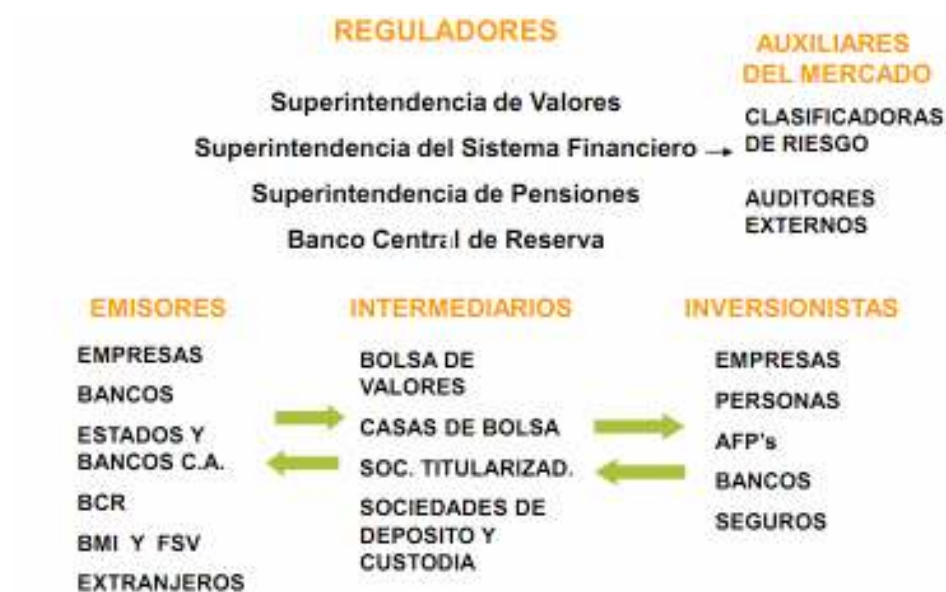 REGULADORES
Superintendencia de Valores
Superintendencia del Sistema Financiero
Superintendencia de Pensiones
Banco Central de Reserva
AUXILIARES
DEL MERCADO
CLASIFICADORAS
DE RIESGO
AUDITORES
EXTERNOS
EMISORES
EMPRESAS
BANCOS
ESTADOS Y
BANCOS C.A.
BCR
BMI Y FSV
EXTRANJEROS
INTERMEDIARIOS
BOLSA DE
VALORES
CASAS DE BOLSA
SOC. TITULARIZAD.
SOCIEDADES DE
DEPOSITO Y
CUSTODIA
INVERSIONISTAS
EMPRESAS
PERSONAS
AFP's
BANCOS
SEGUROS